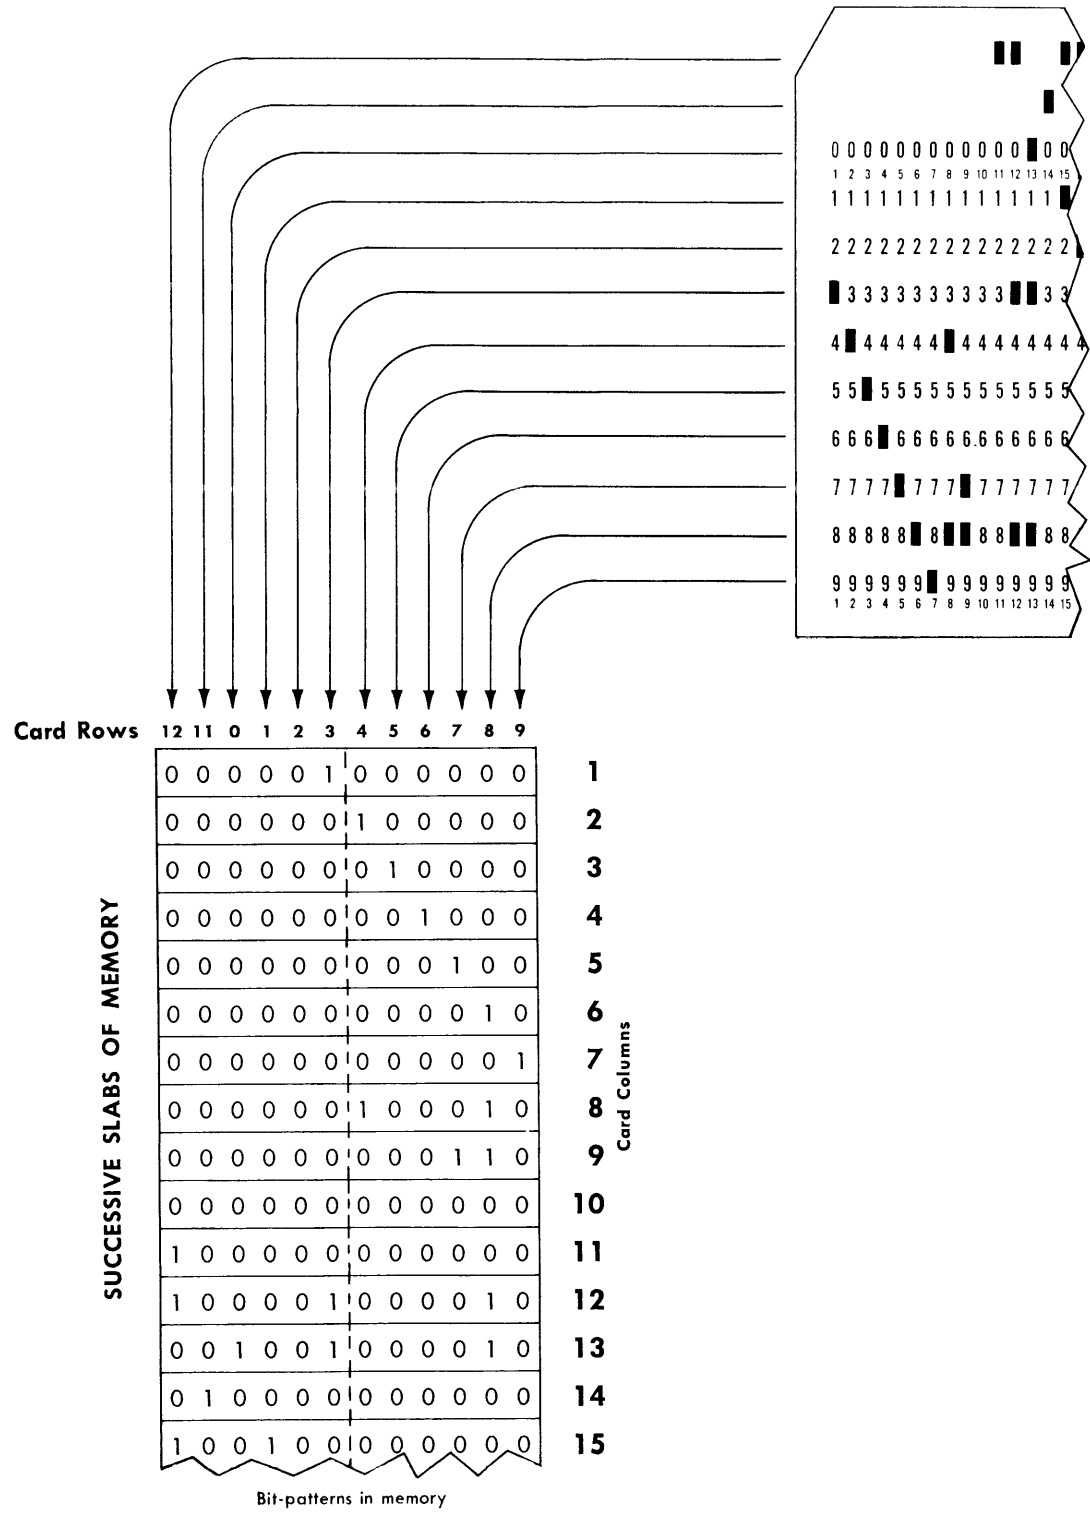 0 0 0 0 0 0 0 0 0 0 0 0 0 0
1 2 3 4 5 6 7 8 9 10 11 12 13 14 15
1 1 1 1 1 1 1 1 1 1 1 1 1 1
2 2 2 2 2 2 2 2 2 2 2 2 2 2 2
3 3 3 3 3 3 3 3 3 3 3 3
4 4 4 4 4 4 4 4 4 4 4 4 4 4
5 5 5 5 5 5 5 5 5 5 5 5 5 5
6 6 6 6 6 6 6 6.6 6 6 6 6 6
7 7 7 7 7 7 7 7 7 7 7 7 7
8 8 8 8 8 8 8 8 8 8
9 9 9 9 9 9 9 9 9 9 9 9 9 9
1 2 3 4 5 6 7 8 9 10 11 12 13 14 15
Card Rows 12 11 0 1 2 3 4 5 6 7 8 9
0 0 0 0 0 1 0 0 0 0 0 0 1
0 0 0 0 0 0 1 0 0 0 0 0 2
0 0 0 0 0 0 0 1 0 0 0 0 3
0 0 0 0 0 0 0 0 1 0 0 0 4
0 0 0 0 0 0 0 0 0 1 0 0 5
0 0 0 0 0 0 0 0 0 0 1 0 6
0 0 0 0 0 0 0 0 0 0 0 1 7
0 0 0 0 0 0 1 0 0 0 1 0 8
0 0 0 0 0 0 0 0 0 1 1 0 9
0 0 0 0 0 0 0 0 0 0 0 0 10
1 0 0 0 0 0 0 0 0 0 0 0 11
1 0 0 0 0 1 0 0 0 0 1 0 12
0 0 1 0 0 1 0 0 0 0 1 0 13
0 1 0 0 0 0 0 0 0 0 0 0 14
1 0 0 1 0 0 0 0 0 0 0 0 15
SUCCESSIVE SLABS OF MEMORY
Card Columns
Bit-patterns in memory